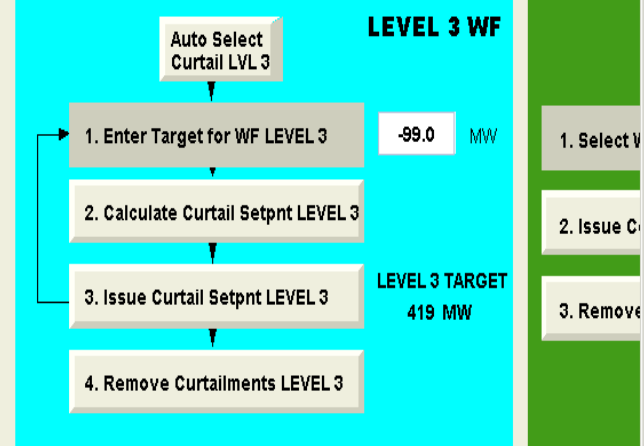 LEVEL 3 WF
Auto Select
Curtail LVL 3
1. Enter Target for WF LEVEL 3
-99.0 MW
2. Calculate Curtail Setpnt LEVEL 3
3. Issue Curtail Setpnt LEVEL 3
LEVEL 3 TARGET
419 MW
4. Remove Curtailments LEVEL 3
1. Select
2. Issue
3. Remove